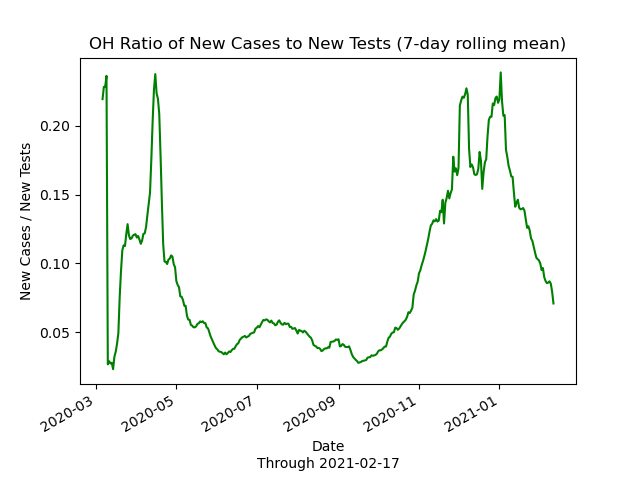 OH Ratio of New Cases to New Tests (7-day rolling mean)
New Cases / New Tests
0.20
0.15
0.10
0.05
2020-03
2020-05
2020-07
2020-09
2020-11
2021-01
Date
Through 2021-02-17